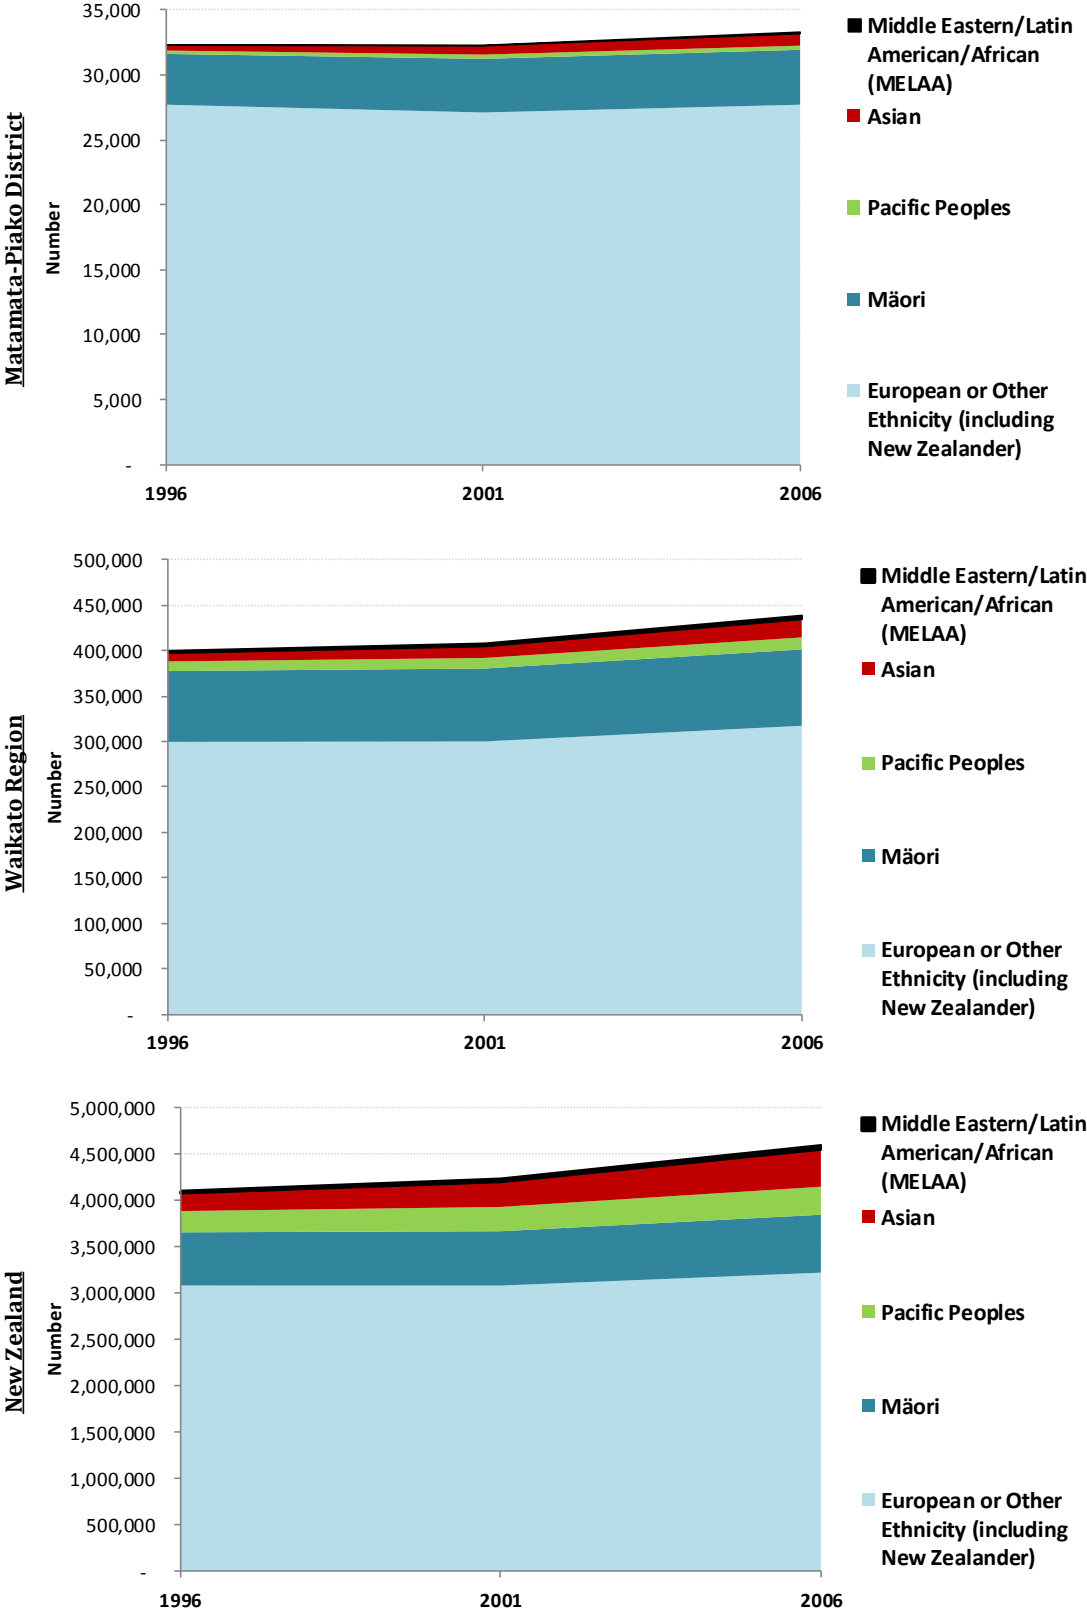 Matamata-Piako District
Number
35,000
30,000
25,000
20,000
15,000
10,000
5,000
-
1996
2001
2006
Middle Eastern/Latin
American/African
(MELAA)
Asian
Pacific Peoples
Mäori
European or Other
Ethnicity (including
New Zealander)
Waikato Region
Number
500,000
450,000
400,000
350,000
300,000
250,000
200,000
150,000
100,000
50,000
-
1996
2001
2006
Middle Eastern/Latin
American/African
(MELAA)
Asian
Pacific Peoples
Mäori
European or Other
Ethnicity (including
New Zealander)
New Zealand
Number
5,000,000
4,500,000
4,000,000
3,500,000
3,000,000
2,500,000
2,000,000
1,500,000
1,000,000
500,000
-
1996
2001
2006
Middle Eastern/Latin
American/African
(MELAA)
Asian
Pacific Peoples
Mäori
European or Other
Ethnicity (including
New Zealander)